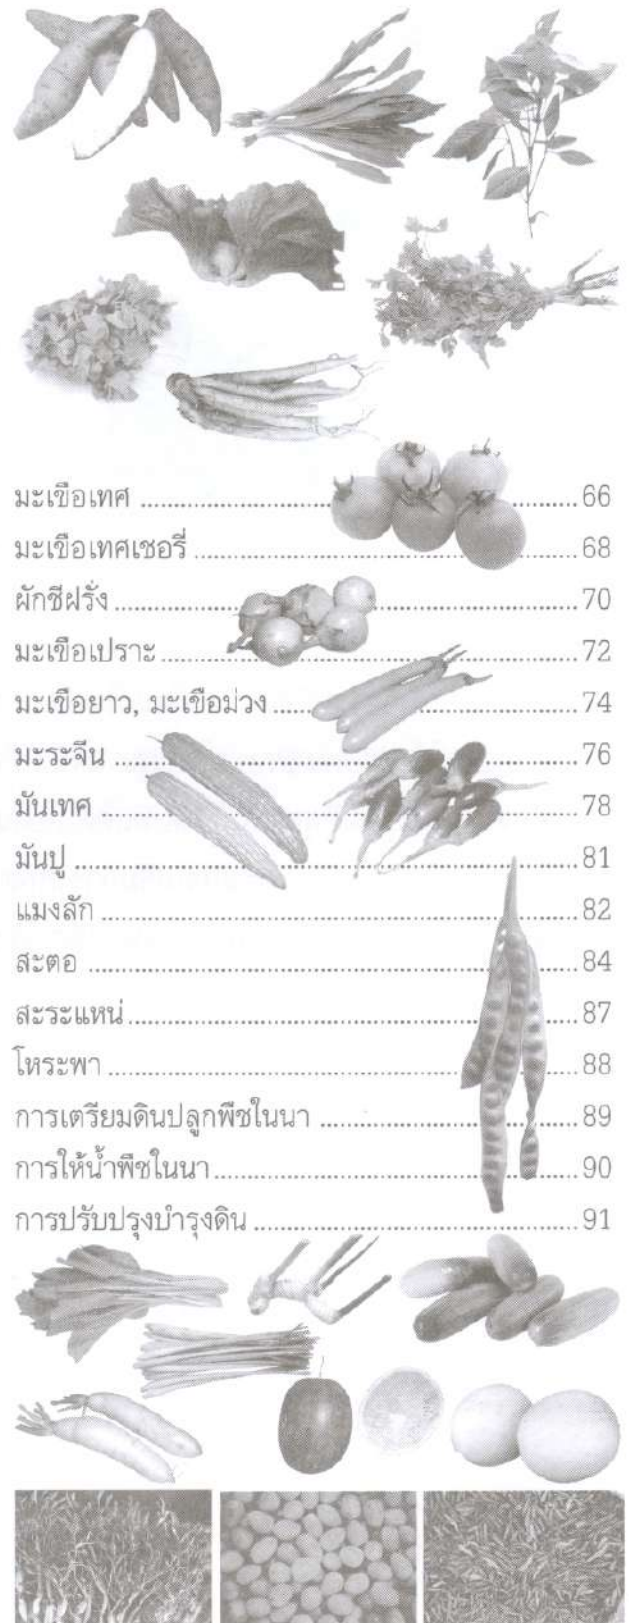 มะเขือเทศ ........ 66
มะเขือเทศเชอรี่ ........ 68
ผักชีฝรั่ง ........ 70
มะเขือเปราะ ........ 72
มะเขือยาว, มะเขือม่วง ........ 74
มะระจีน ........ 76
มันเทศ ........ 78
มันปู ........ 81
แมงลัก ........ 82
สะตอ ........ 84
สะระแหน่ ........ 87
โหระพา ........ 88
การเตรียมดินปลูกพืชในนา ........ 89
การให้น้ำพืชในนา ........ 90
การปรับปรุงบำรุงดิน ........ 91